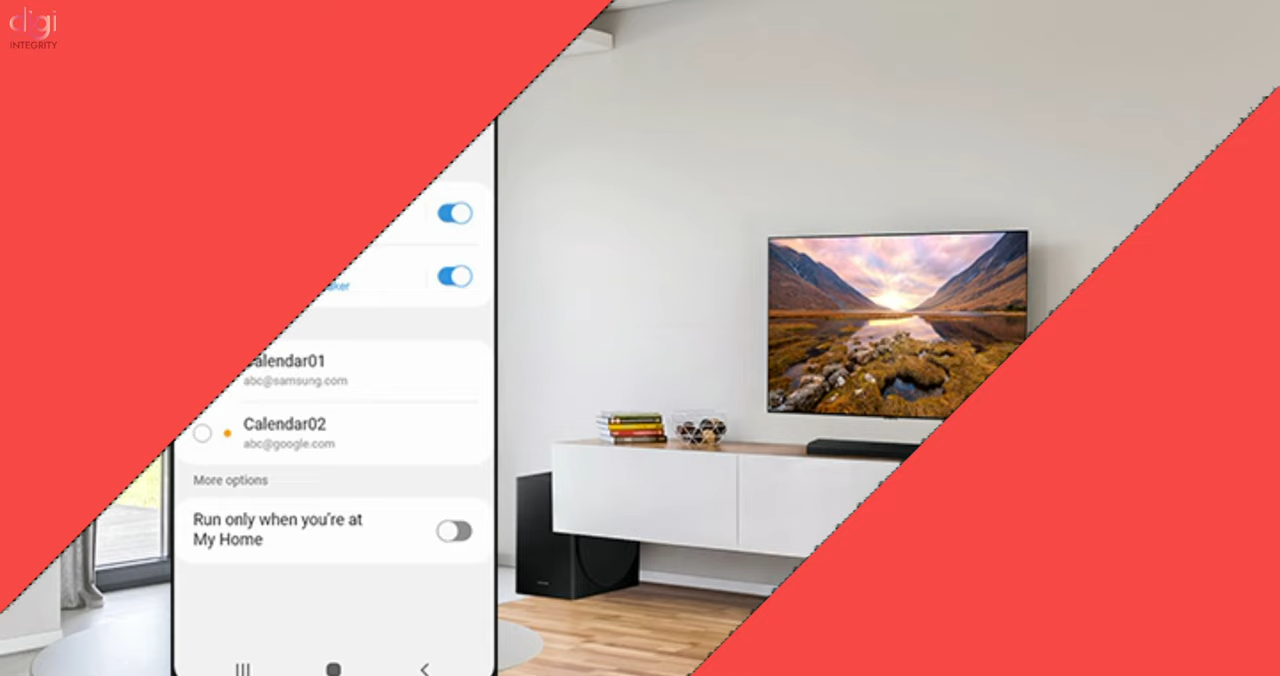 digi
INTEGRITY
alendar01
abc@samsung.com
Calendar02
abc@google.com
More options
Run only when you're at
My Home